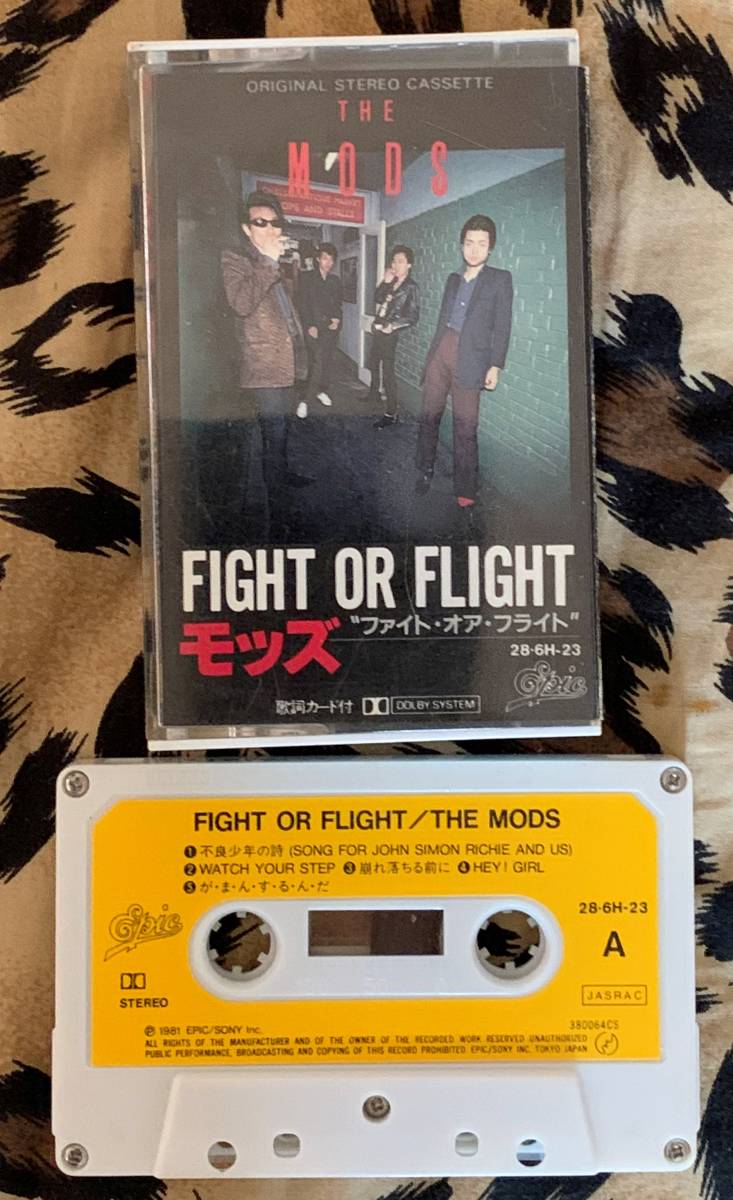 ORIGINAL STEREO CASSETTE
THE
MODS
SHOPS AND STALLS
FIGHT OR FLIGHT
モッズ
"ファイト・オア・フライト"
28・6H-23
歌詞カード付 DOLBY SYSTEM
Epic
FIGHT OR FLIGHT/THE MODS
❶不良少年の詩 (SONG FOR JOHN SIMON RICHIE AND US)
❷WATCH YOUR STEP ❸崩れ落ちる前に ❹HEY! GIRL
❺が・ま・ん・す・る・ん・だ
Epic
28・6H-23
A
STEREO
JASRAC
℗1981 EPIC/SONY Inc.
380064CS
ALL RIGHTS OF THE MANUFACTURER AND OF THE OWNER OF THE RECORDED WORK RESERVED UNAUTHORIZED
PUBLIC PERFORMANCE, BROADCASTING AND COPYING OF THIS RECORD PROHIBITED. EPIC/SONY INC. TOKYO JAPAN